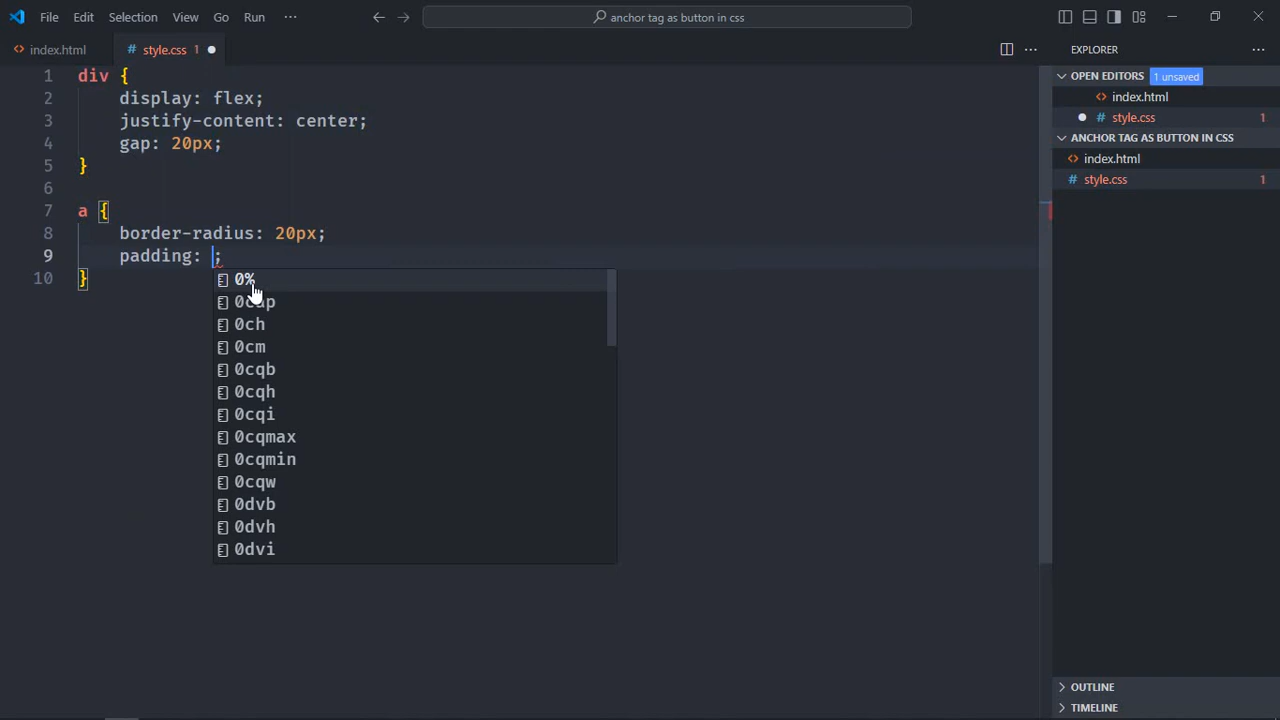 File Edit Selection View Go Run ··· anchor tag as button in css
index.html style.css 1 EXPLORER ···
1 div {
2 display: flex;
3 justify-content: center;
4 gap: 20px;
5 }
6
7 a {
8 border-radius: 20px;
9 padding: ;
10 }
0%
0cap
0ch
0cm
0cqb
0cqh
0cqi
0cqmax
0cqmin
0cqw
0dvb
0dvh
0dvi
OPEN EDITORS 1 unsaved
index.html
style.css 1
ANCHOR TAG AS BUTTON IN CSS
index.html
style.css 1
OUTLINE
TIMELINE